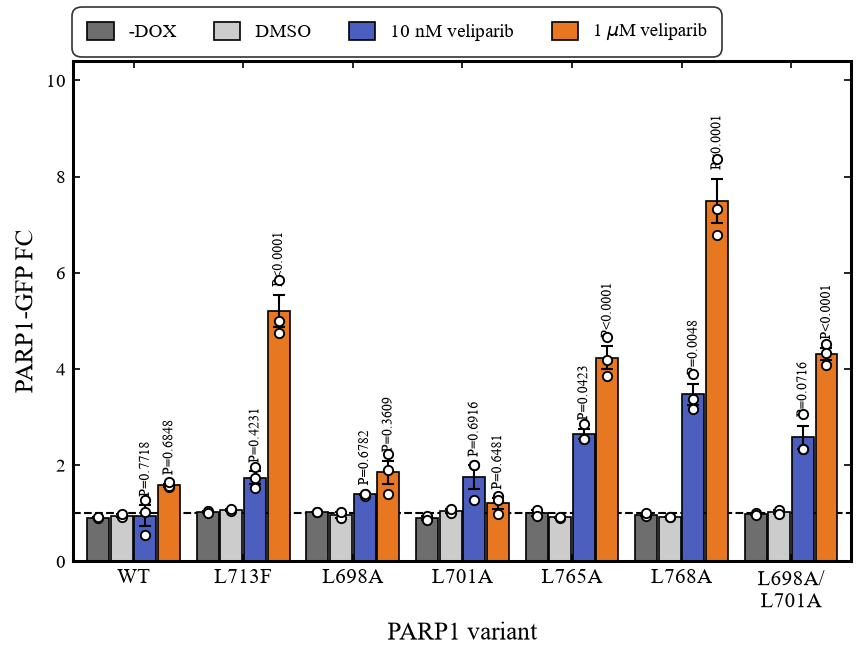 -DOX DMSO 10 nM veliparib 1 μM veliparib
PARP1-GFP FC
10
8
6
4
2
0
P=0.7718
P=0.6848
P=0.4231
P<0.0001
P=0.6782
P=0.3609
P=0.6916
P=0.6481
P=0.0423
P<0.0001
P=0.0048
P<0.0001
P=0.0716
P<0.0001
WT L713F L698A L701A L765A L768A L698A/
L701A
PARP1 variant